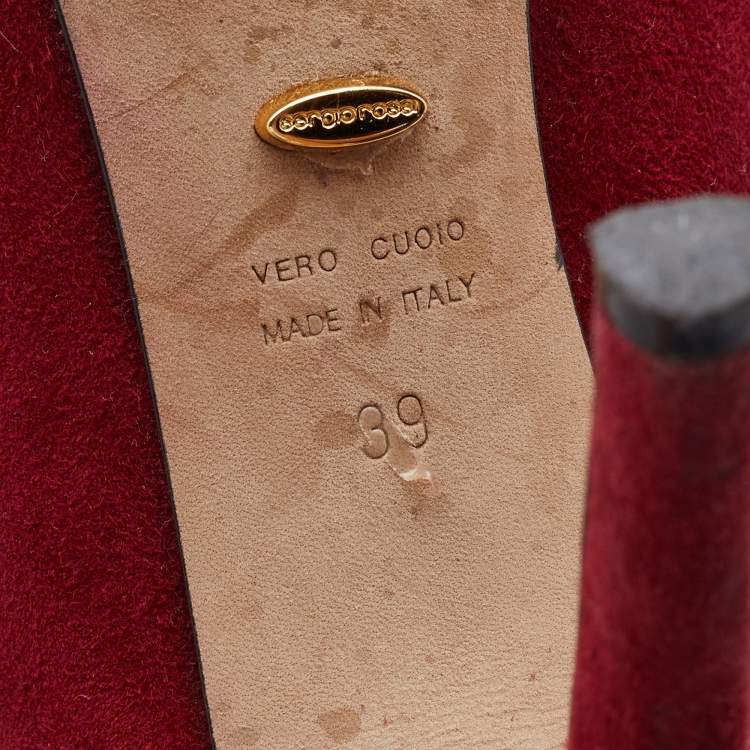 sergio rossi
VERO CUOIO
MADE IN ITALY
39